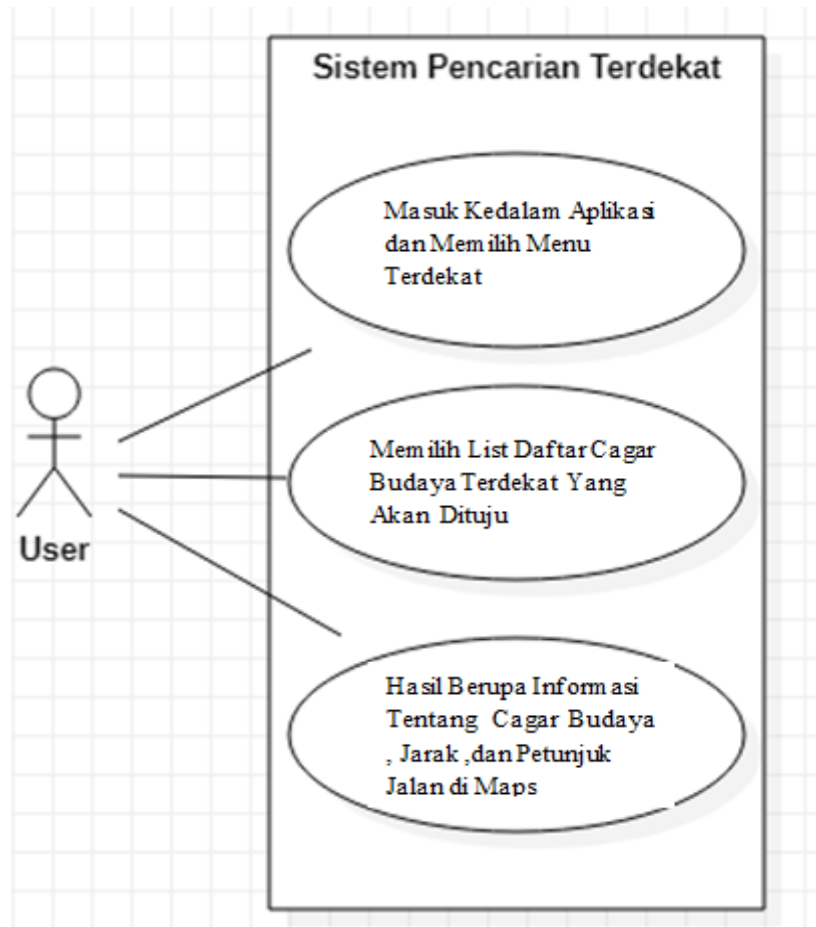 Sistem Pencarian Terdekat
Masuk Kedalam Aplikasi
dan Memilih Menu
Terdekat
Memilih List Daftar Cagar
Budaya Terdekat Yang
Akan Dituju
User
Hasil Berupa Informasi
Tentang Cagar Budaya
, Jarak ,dan Petunjuk
Jalan di Maps